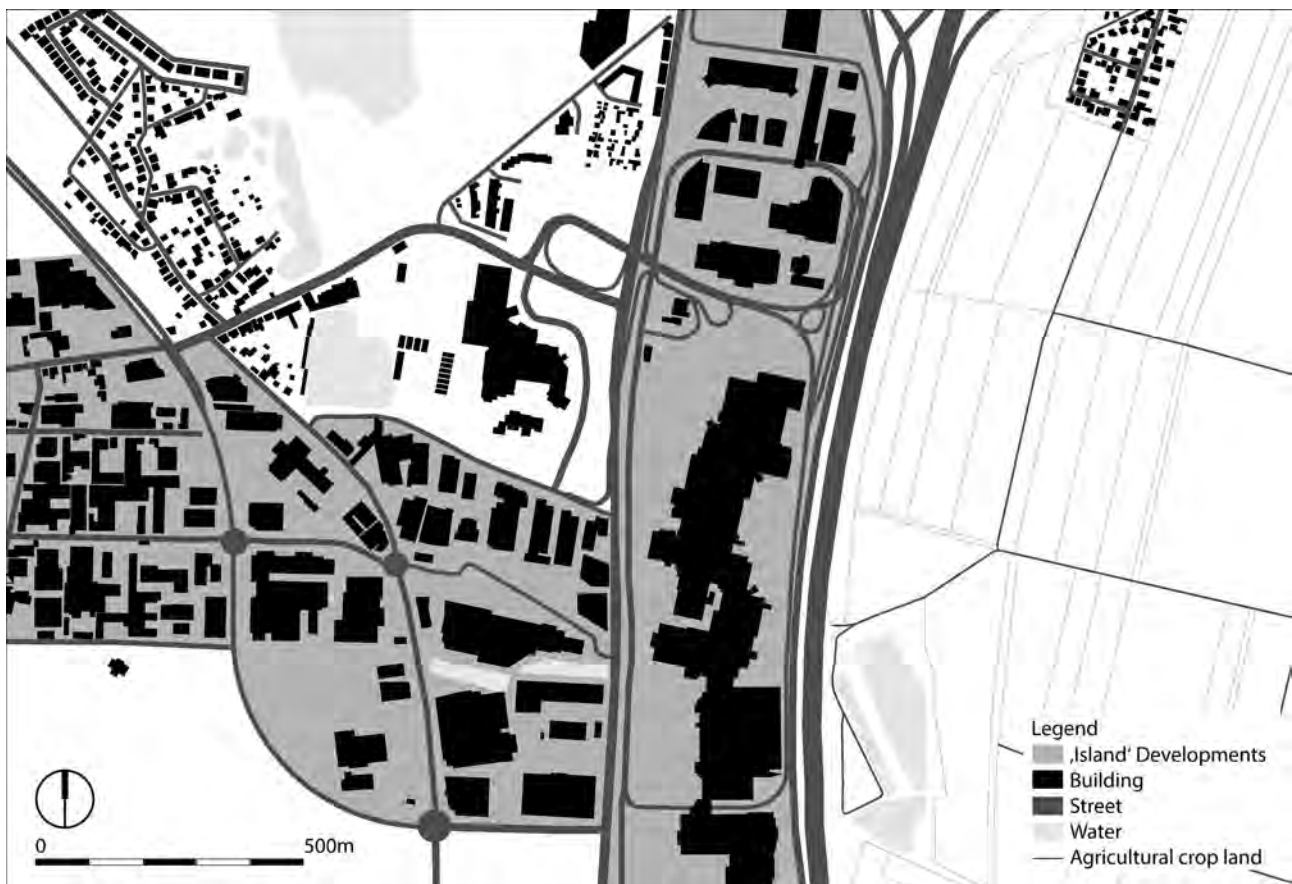 Legend
‚Island‘ Developments
Building
Street
Water
Agricultural crop land
0 500m